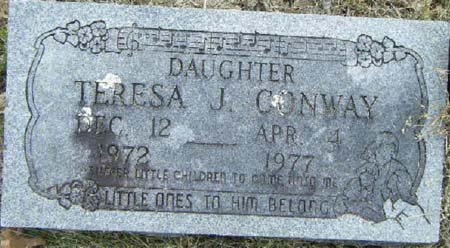 DAUGHTER
TERESA J. CONWAY
DEC. 12 — APR. 4
1972 1977
SUFFER LITTLE CHILDREN TO COME UNTO ME
LITTLE ONES TO HIM BELONG